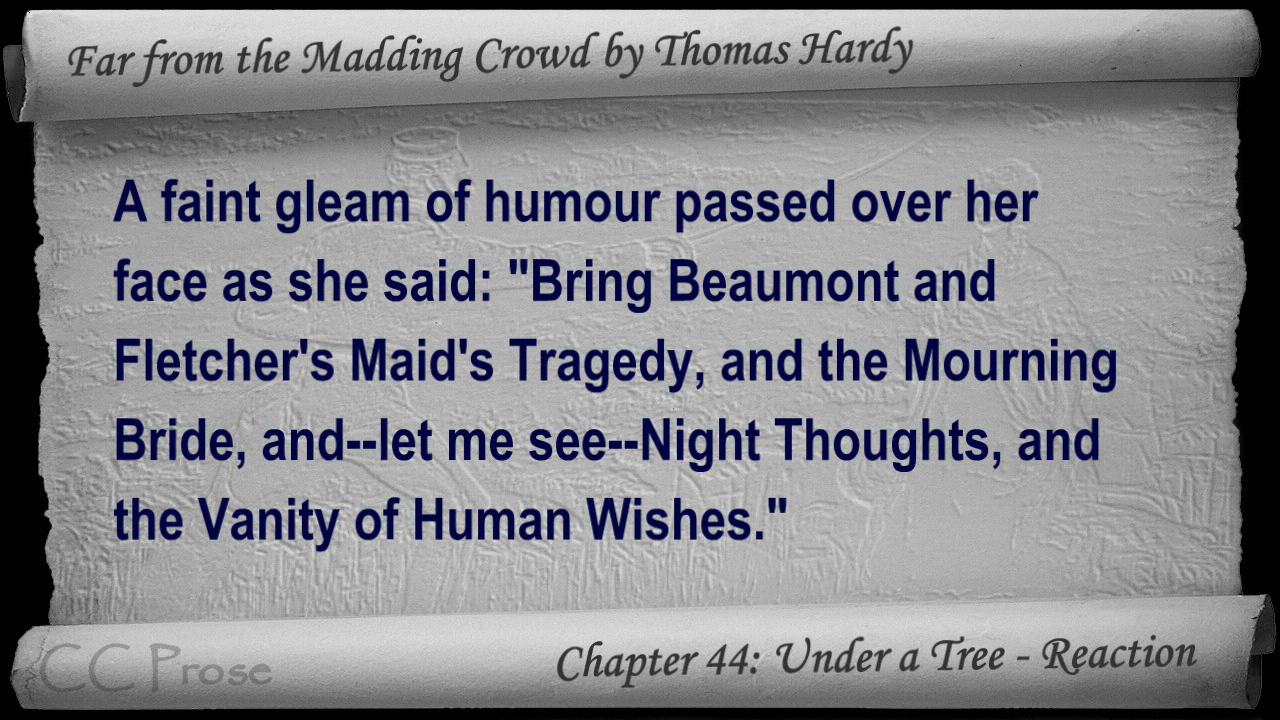 Far from the Madding Crowd by Thomas Hardy
A faint gleam of humour passed over her
face as she said: "Bring Beaumont and
Fletcher's Maid's Tragedy, and the Mourning
Bride, and--let me see--Night Thoughts, and
the Vanity of Human Wishes."
CC Prose
Chapter 44: Under a Tree - Reaction